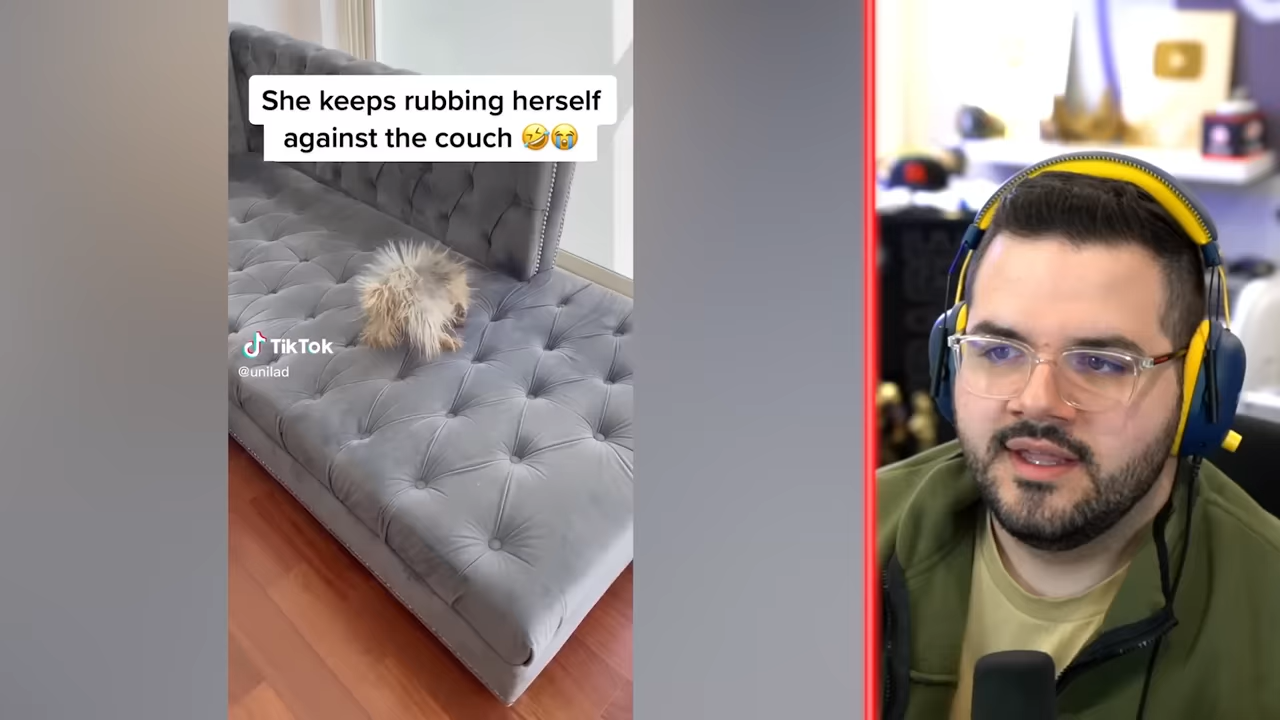 She keeps rubbing herself
against the couch 🤣😭
TikTok
@unilad